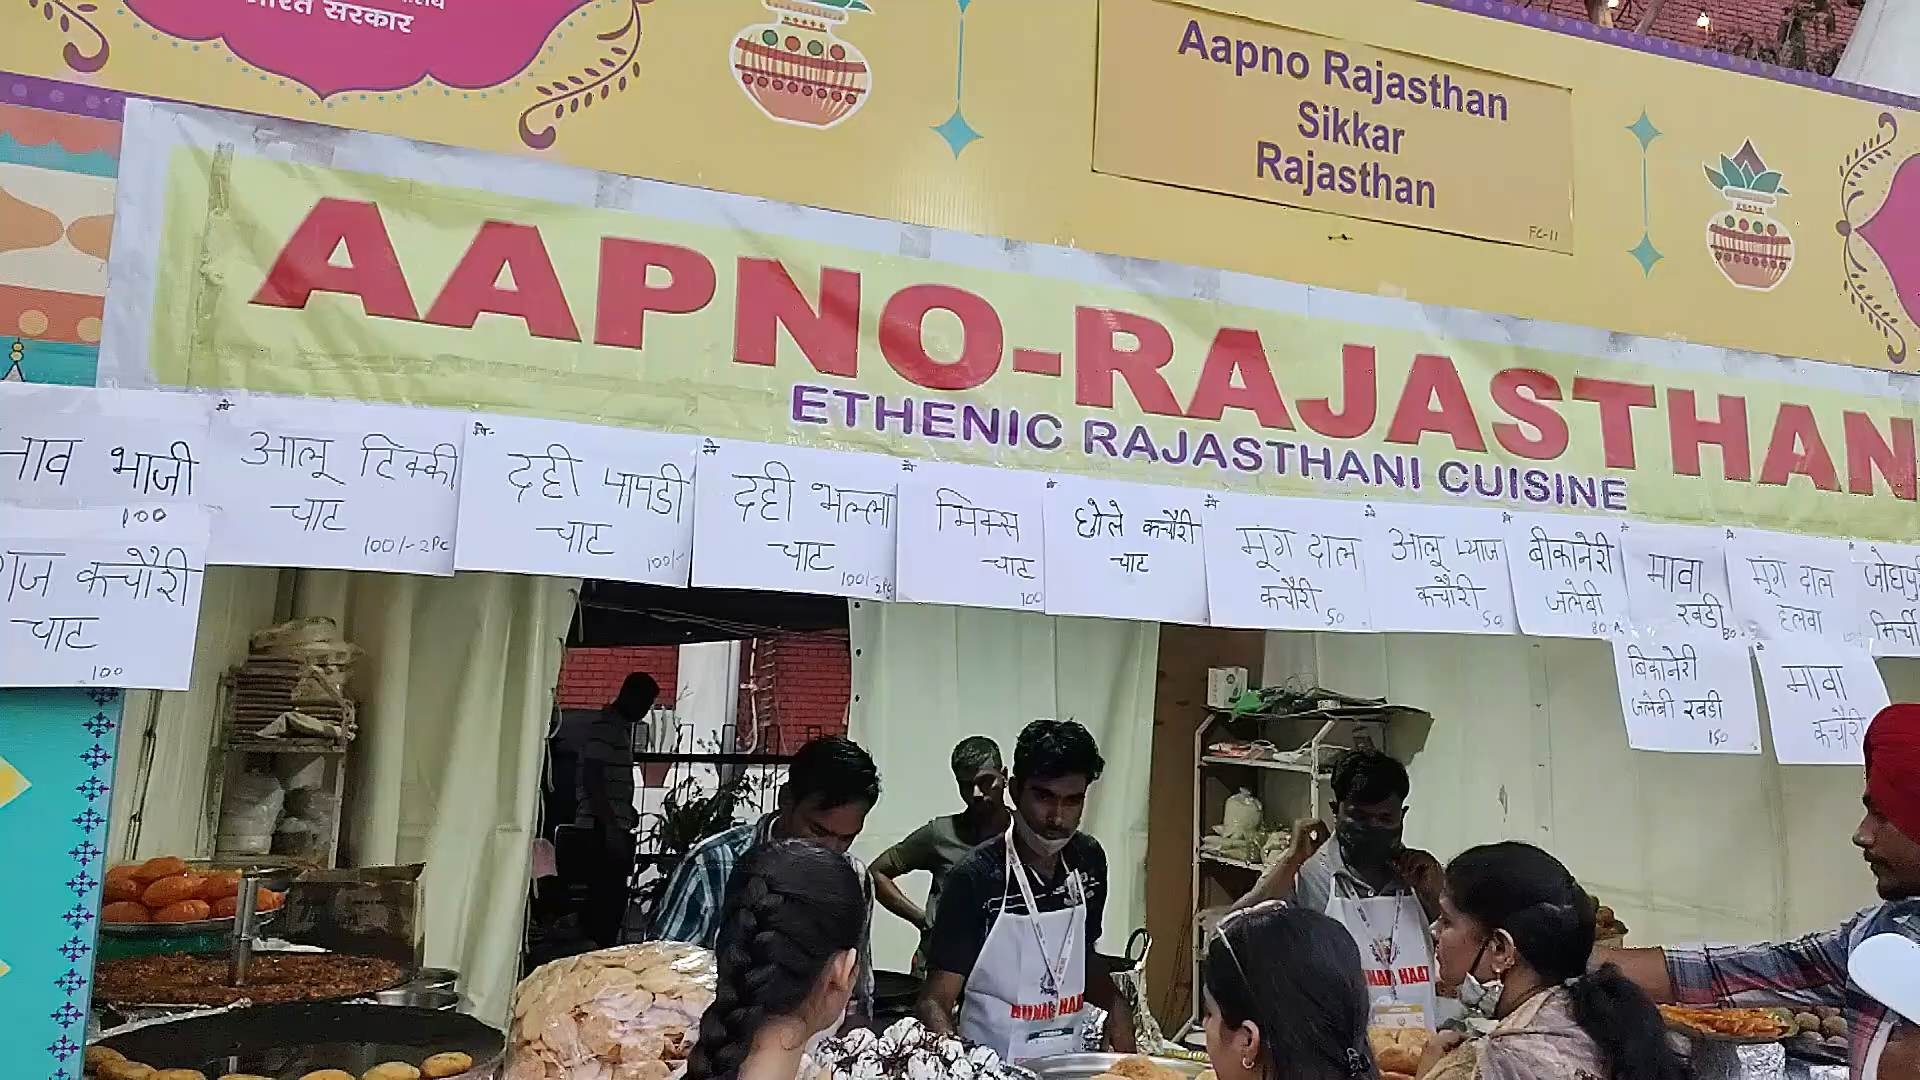 भारत सरकार
Aapno Rajasthan
Sikkar
Rajasthan
FC-11
AAPNO-RAJASTHAN
ETHENIC RAJASTHANI CUISINE
भाजी
100
कचौरी
चाट
100
आलू टिक्की
चाट
100/-2Pc
दही पापडी
चाट
100/-
दही भल्ला
चाट
100/-2Pc
मिक्स
चाट
100
छोले कचौरी
चाट
मूंग दाल
कचौरी
50
आलू प्याज
कचौरी
50
बीकानेरी
जलेबी
80
मावा
रबडी
80
मूंग दाल
हलवा
मिर्ची
बिकानेरी
जलेबी रबडी
150
मावा
कचौरी
HUNAR HAAT
HAAT